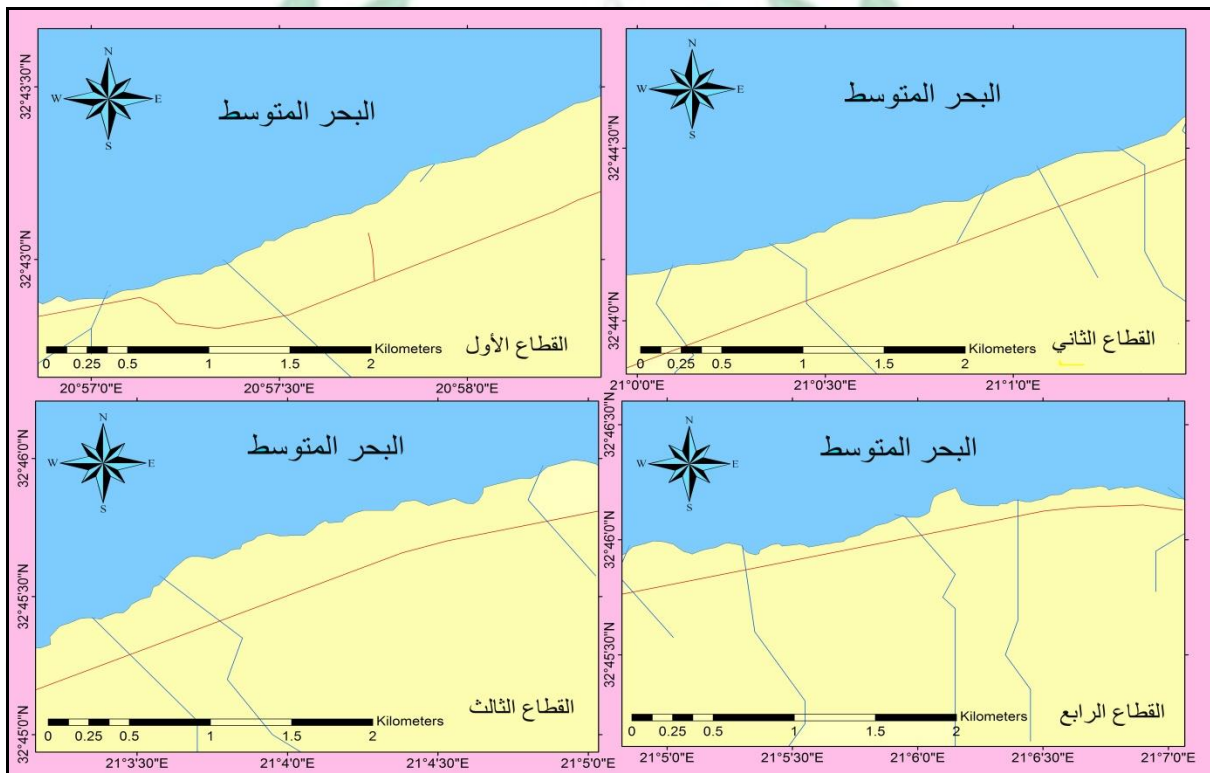 N
W E
S
البحر المتوسط
32°43'30"N
32°43'0"N
القطاع الأول
Kilometers
0 0.25 0.5 1 1.5 2
20°57'0"E 20°57'30"E 20°58'0"E
N
W E
S
البحر المتوسط
32°44'30"N
32°44'0"N
القطاع الثاني
Kilometers
0 0.25 0.5 1 1.5 2
21°0'0"E 21°0'30"E 21°1'0"E
N
W E
S
البحر المتوسط
32°46'0"N
32°45'30"N
32°45'0"N
القطاع الثالث
Kilometers
0 0.25 0.5 1 1.5 2
21°3'30"E 21°4'0"E 21°4'30"E 21°5'0"E
N
W E
S
البحر المتوسط
32°46'30"N
32°46'0"N
32°45'30"N
القطاع الرابع
Kilometers
0 0.25 0.5 1 1.5 2
21°5'0"E 21°5'30"E 21°6'0"E 21°6'30"E 21°7'0"E